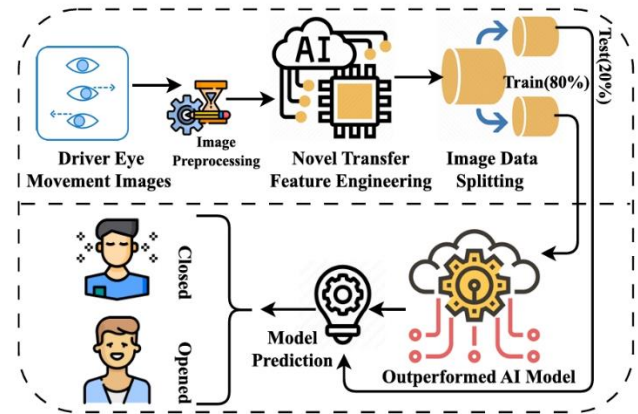 AI
Test(20%)
Train(80%)
Driver Eye
Movement Images
Image
Preprocessing
Novel Transfer
Feature Engineering
Image Data
Splitting
Closed
Opened
Model
Prediction
Outperformed AI Model